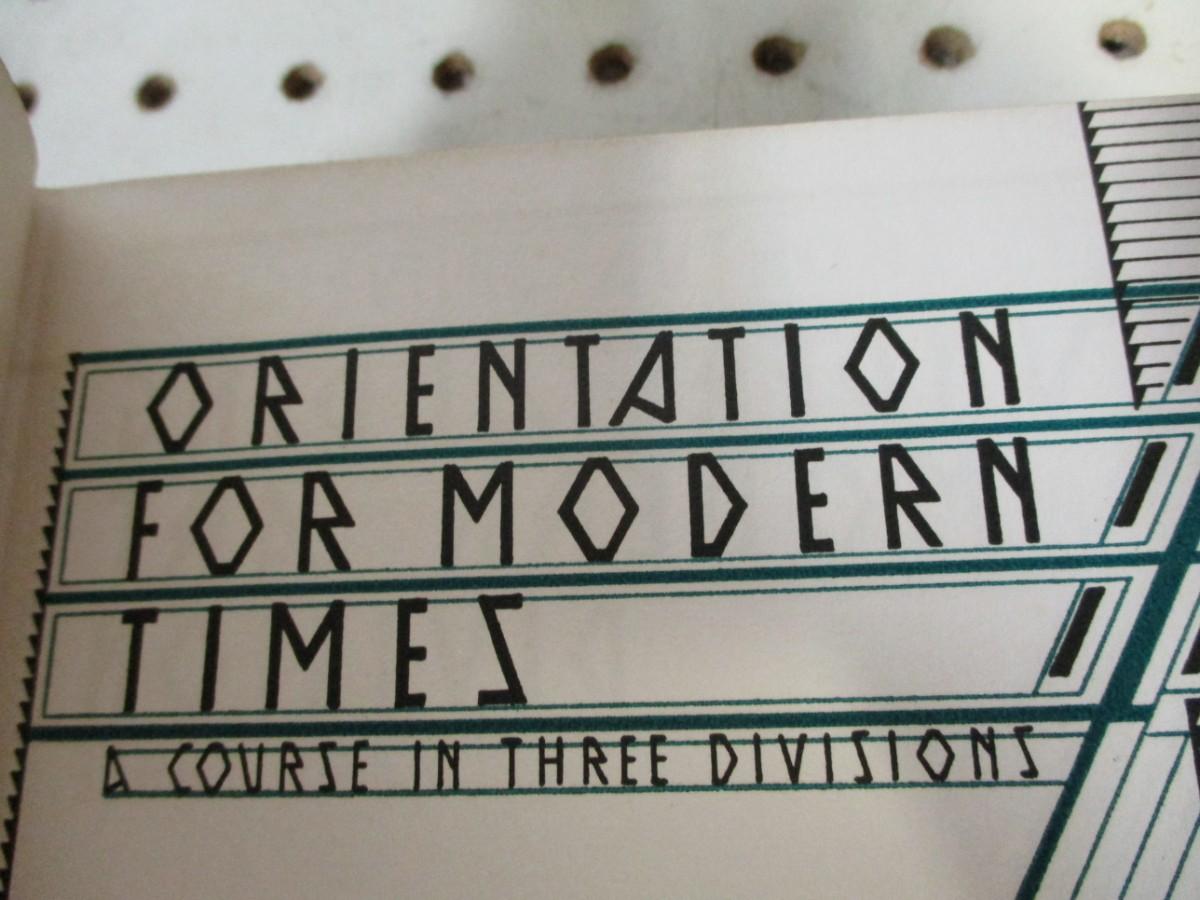 ORIENTATION
FOR MODERN
TIMES
A COURSE IN THREE DIVISIONS